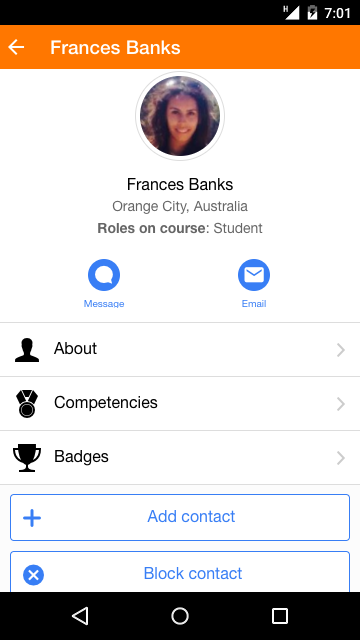 H 7:01
Frances Banks
Frances Banks
Orange City, Australia
Roles on course: Student
Message Email
About
Competencies
Badges
Add contact
Block contact